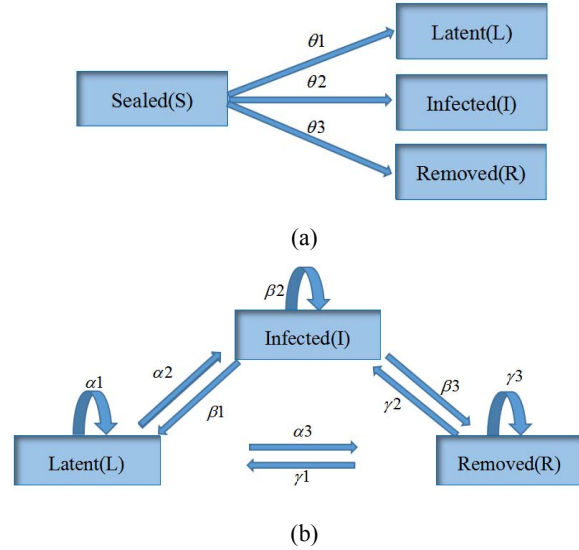 Latent(L)
θ1
θ2
Sealed(S)
Infected(I)
θ3
Removed(R)
(a)
β2
Infected(I)
α1
α2
β1
β3
γ2
γ3
α3
γ1
Latent(L)
Removed(R)
(b)